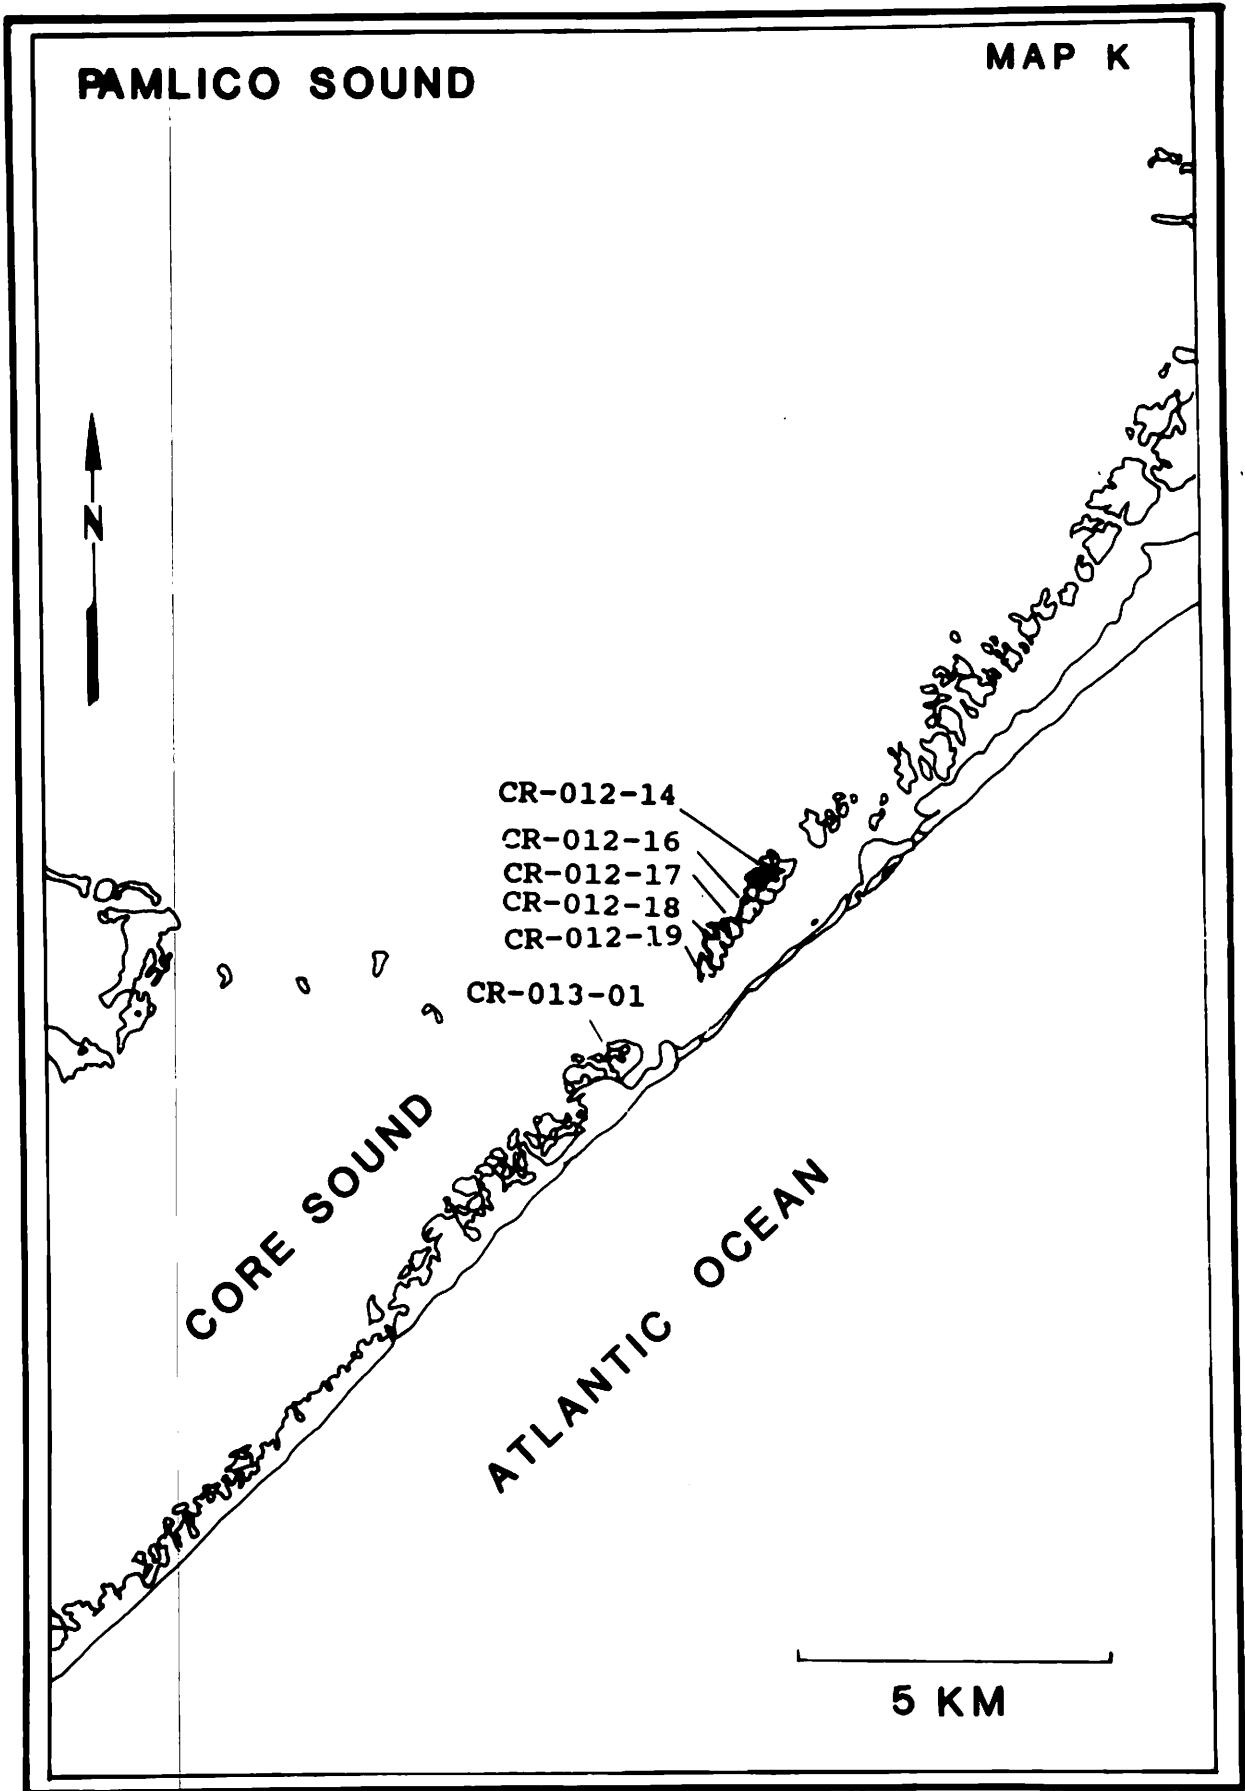 PAMLICO SOUND
MAP K
N
CR-012-14
CR-012-16
CR-012-17
CR-012-18
CR-012-19
CR-013-01
CORE SOUND
ATLANTIC OCEAN
5 KM